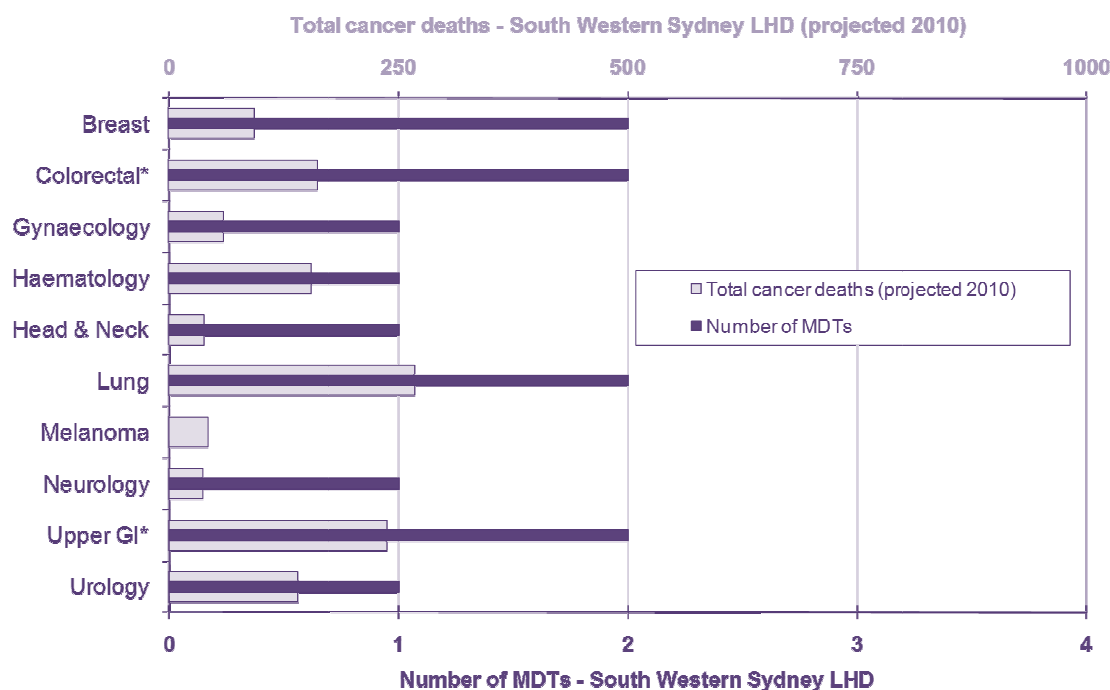 Total cancer deaths - South Western Sydney LHD (projected 2010)
0 250 500 750 1000
Breast
Colorectal*
Gynaecology
Haematology
Head & Neck
Lung
Melanoma
Neurology
Upper GI*
Urology
Total cancer deaths (projected 2010)
Number of MDTs
0 1 2 3 4
Number of MDTs - South Western Sydney LHD